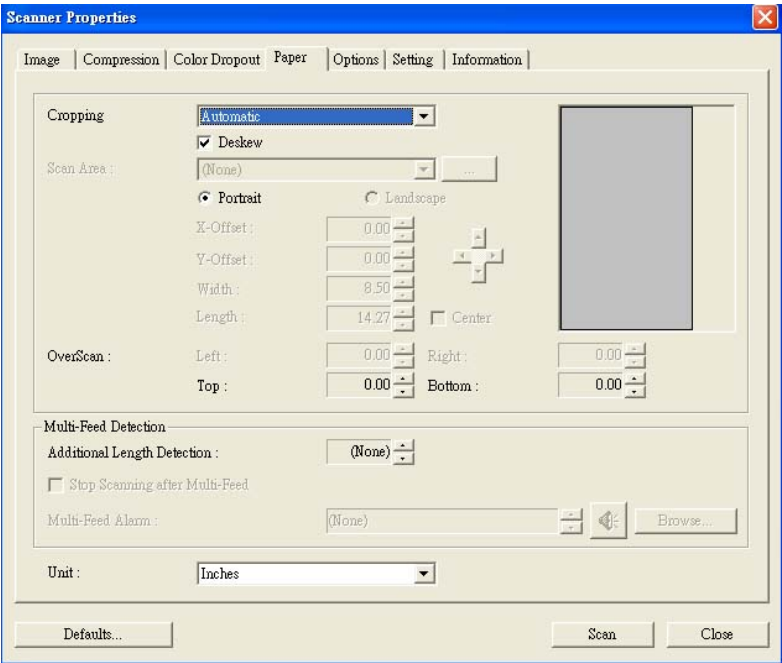 Scanner Properties
Image Compression Color Dropout Paper Options Setting Information
Cropping Automatic
Deskew
Scan Area : (None) ...
Portrait Landscape
X-Offset : 0.00
Y-Offset : 0.00
Width : 8.50
Length : 14.27 Center
OverScan : Left : 0.00 Right : 0.00
Top : 0.00 Bottom : 0.00
Multi-Feed Detection
Additional Length Detection : (None)
Stop Scanning after Multi-Feed
Multi-Feed Alarm : (None) Browse...
Unit : Inches
Defaults... Scan Close